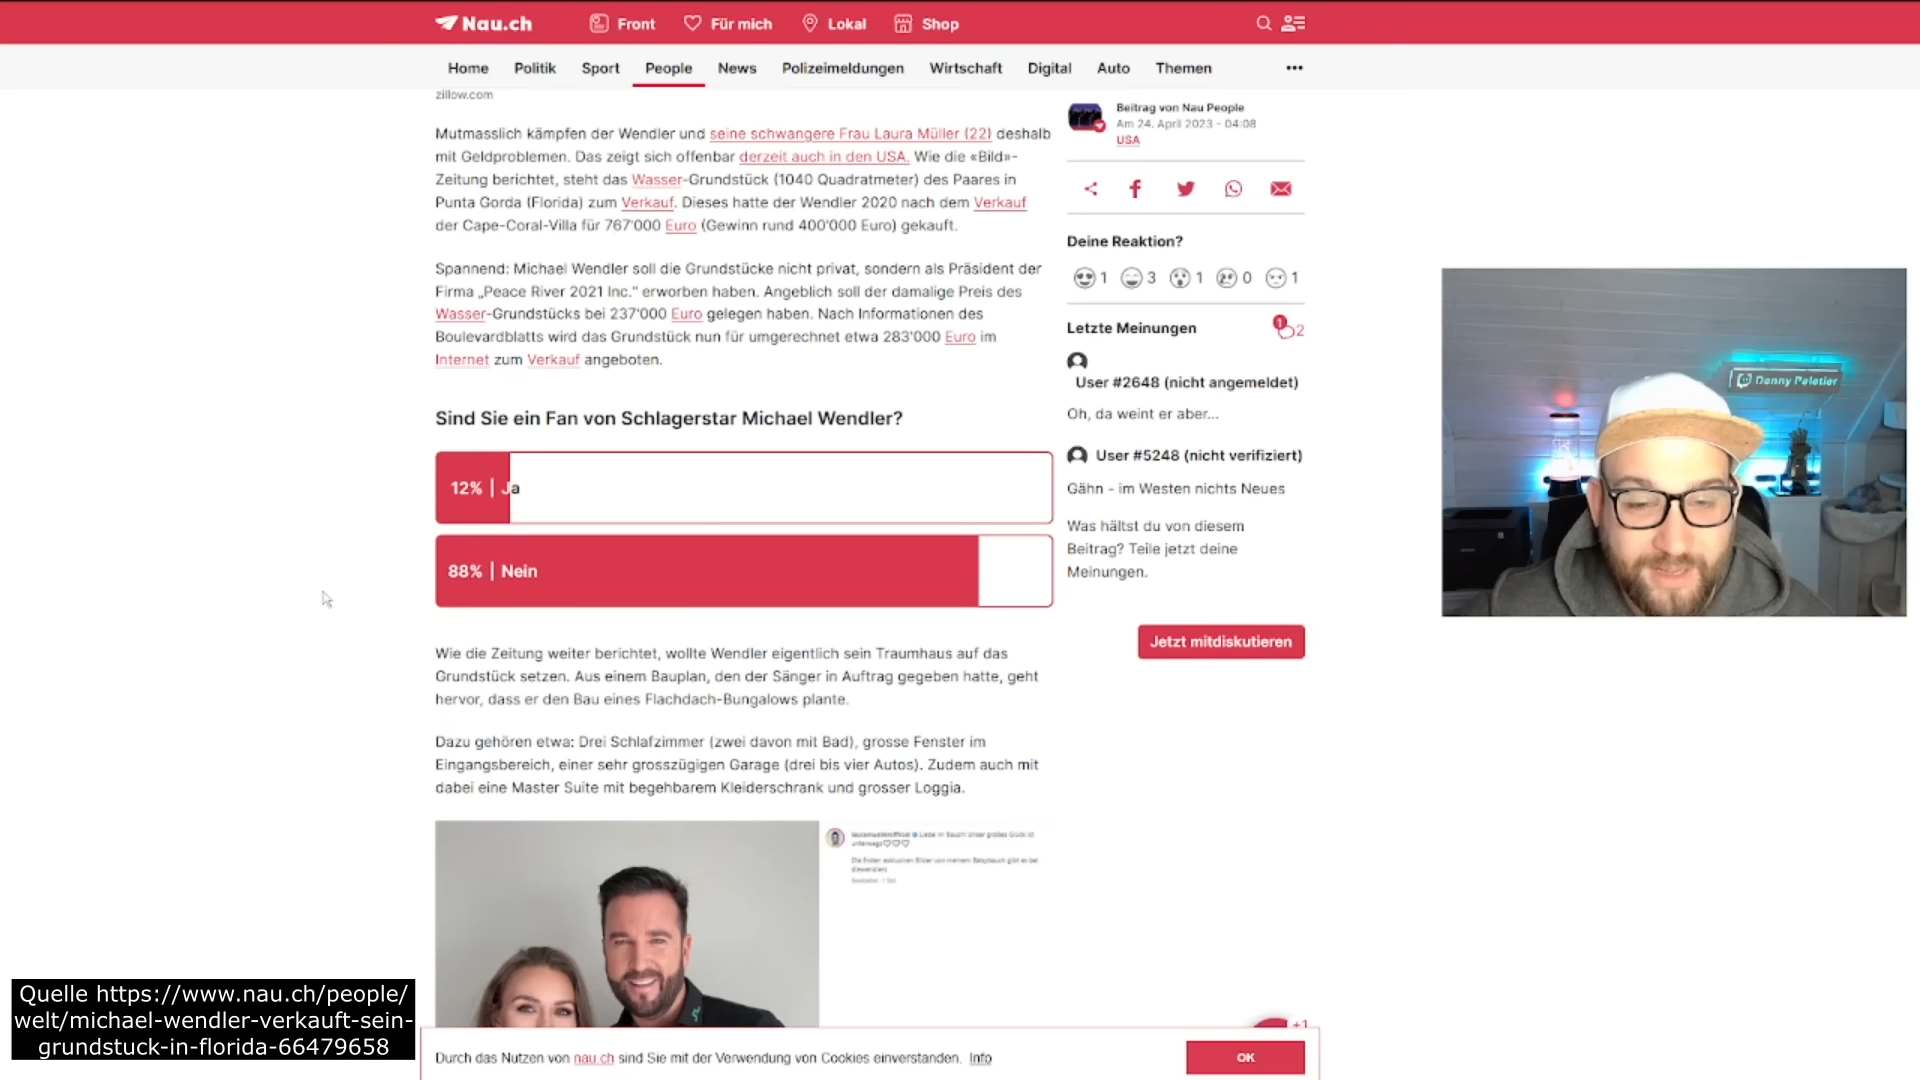 Nau.ch
Front Für mich Lokal Shop
Home Politik Sport People News Polizeimeldungen Wirtschaft Digital Auto Themen
zillow.com
Mutmasslich kämpfen der Wendler und seine schwangere Frau Laura Müller (22) deshalb
mit Geldproblemen. Das zeigt sich offenbar derzeit auch in den USA. Wie die «Bild»-
Zeitung berichtet, steht das Wasser-Grundstück (1040 Quadratmeter) des Paares in
Punta Gorda (Florida) zum Verkauf. Dieses hatte der Wendler 2020 nach dem Verkauf
der Cape-Coral-Villa für 767'000 Euro (Gewinn rund 400'000 Euro) gekauft.
Spannend: Michael Wendler soll die Grundstücke nicht privat, sondern als Präsident der
Firma „Peace River 2021 Inc.“ erworben haben. Angeblich soll der damalige Preis des
Wasser-Grundstücks bei 237'000 Euro gelegen haben. Nach Informationen des
Boulevardblatts wird das Grundstück nun für umgerechnet etwa 283'000 Euro im
Internet zum Verkauf angeboten.
Sind Sie ein Fan von Schlagerstar Michael Wendler?
12% | Ja
88% | Nein
Wie die Zeitung weiter berichtet, wollte Wendler eigentlich sein Traumhaus auf das
Grundstück setzen. Aus einem Bauplan, den der Sänger in Auftrag gegeben hatte, geht
hervor, dass er den Bau eines Flachdach-Bungalows plante.
Dazu gehören etwa: Drei Schlafzimmer (zwei davon mit Bad), grosse Fenster im
Eingangsbereich, einer sehr grosszügigen Garage (drei bis vier Autos). Zudem auch mit
dabei eine Master Suite mit begehbarem Kleiderschrank und grosser Loggia.
Beitrag von Nau People
Am 24. April 2023 - 04:08
USA
Deine Reaktion?
1 3 1 0 1
Letzte Meinungen 1 2
User #2648 (nicht angemeldet)
Oh, da weint er aber...
User #5248 (nicht verifiziert)
Gähn - im Westen nichts Neues
Was hältst du von diesem
Beitrag? Teile jetzt deine
Meinungen.
Jetzt mitdiskutieren
Danny Peletier
+1
Durch das Nutzen von nau.ch sind Sie mit der Verwendung von Cookies einverstanden. Info
OK
Quelle https://www.nau.ch/people/
welt/michael-wendler-verkauft-sein-
grundstuck-in-florida-66479658